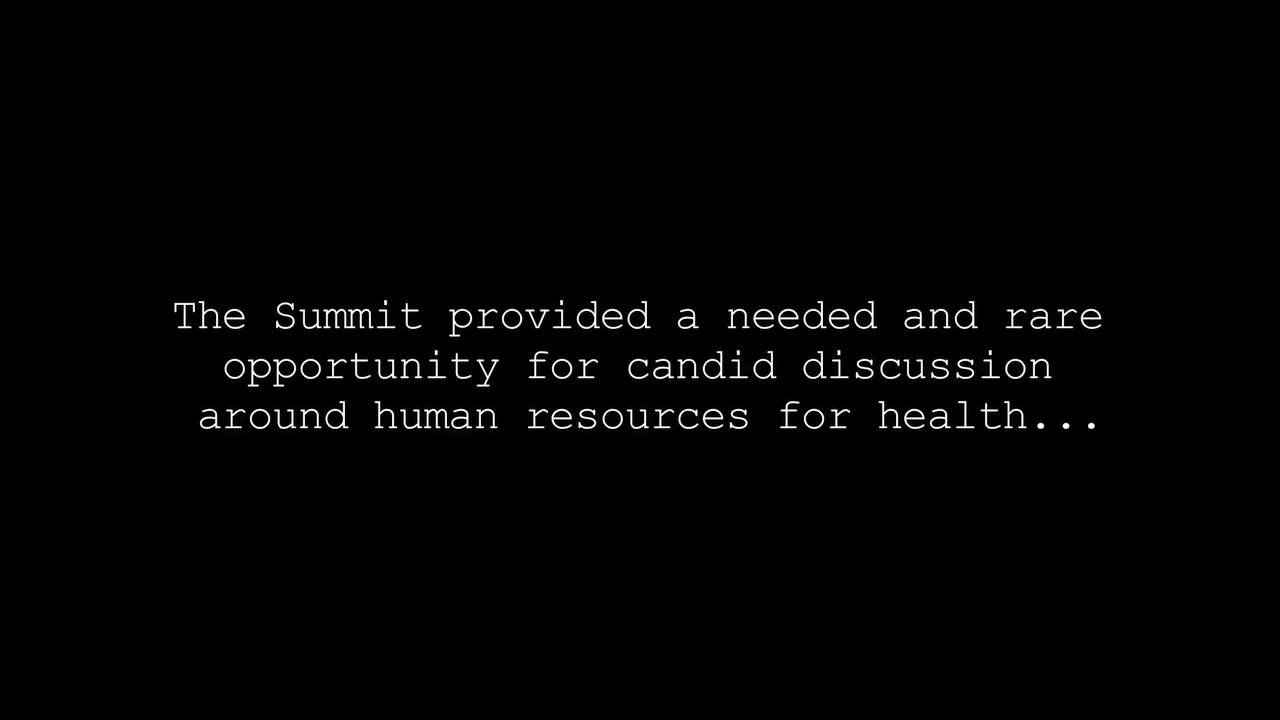 The Summit provided a needed and rare
opportunity for candid discussion
around human resources for health...